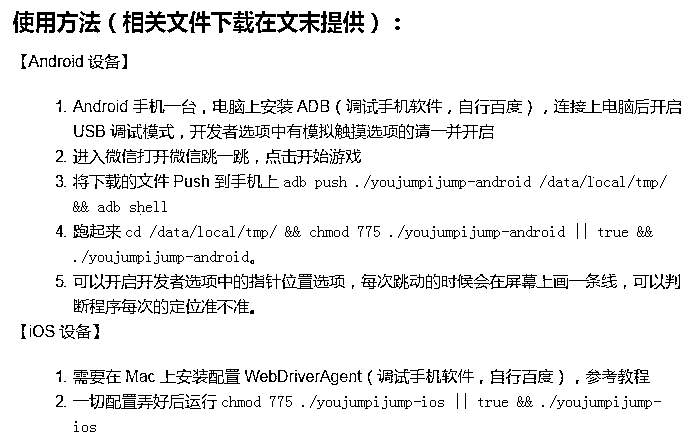 使用方法（相关文件下载在文末提供）：
【Android 设备】
1. Android 手机一台，电脑上安装 ADB（调试手机软件，自行百度），连接上电脑后开启
USB 调试模式，开发者选项中有模拟触摸选项的请一并开启
2. 进入微信打开微信跳一跳，点击开始游戏
3. 将下载的文件 Push 到手机上 adb push ./youjumpijump-android /data/local/tmp/
&& adb shell
4. 跑起来 cd /data/local/tmp/ && chmod 775 ./youjumpijump-android || true &&
./youjumpijump-android。
5. 可以开启开发者选项中的指针位置选项，每次跳动的时候会在屏幕上画一条线，可以判
断程序每次的定位准不准。
【iOS 设备】
1. 需要在 Mac 上安装配置 WebDriverAgent（调试手机软件，自行百度），参考教程
2. 一切配置弄好后运行 chmod 775 ./youjumpijump-ios || true && ./youjumpijump-
ios